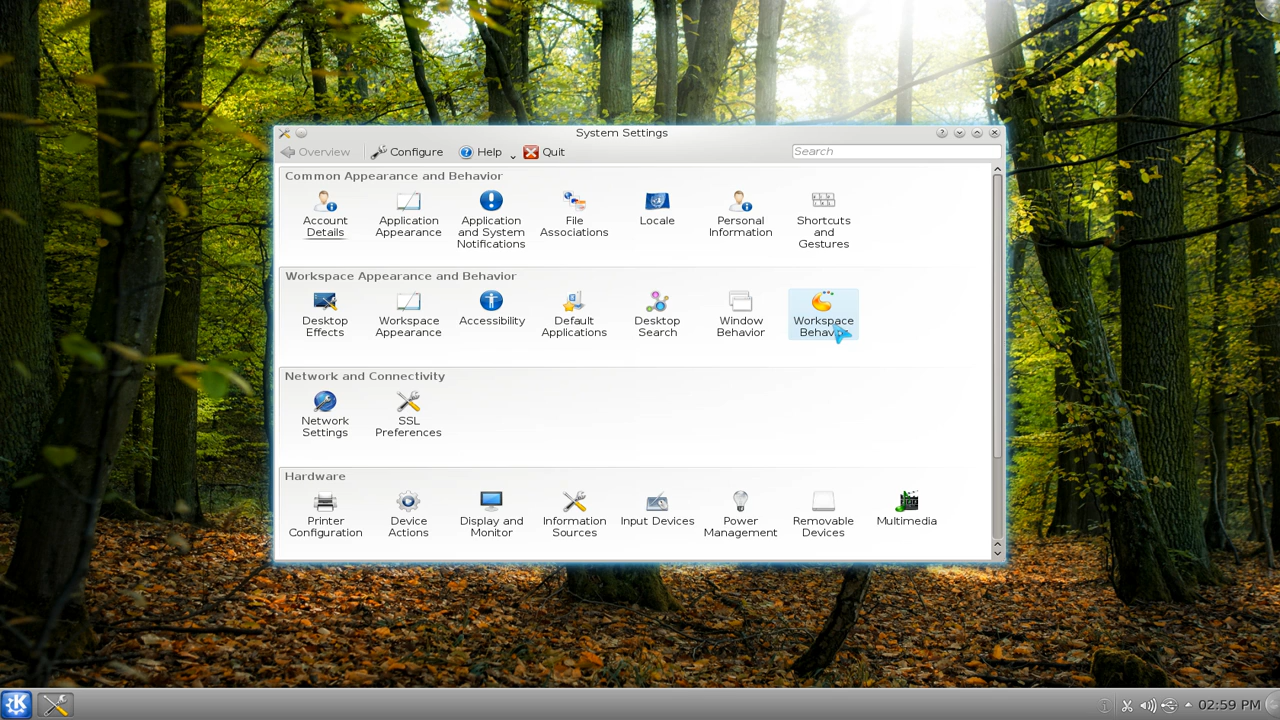 System Settings
Overview Configure Help Quit Search
Common Appearance and Behavior
Account Details
Application Appearance
Application and System Notifications
File Associations
Locale
Personal Information
Shortcuts and Gestures
Workspace Appearance and Behavior
Desktop Effects
Workspace Appearance
Accessibility
Default Applications
Desktop Search
Window Behavior
Workspace Behavior
Network and Connectivity
Network Settings
SSL Preferences
Hardware
Printer Configuration
Device Actions
Display and Monitor
Information Sources
Input Devices
Power Management
Removable Devices
Multimedia
02:59 PM